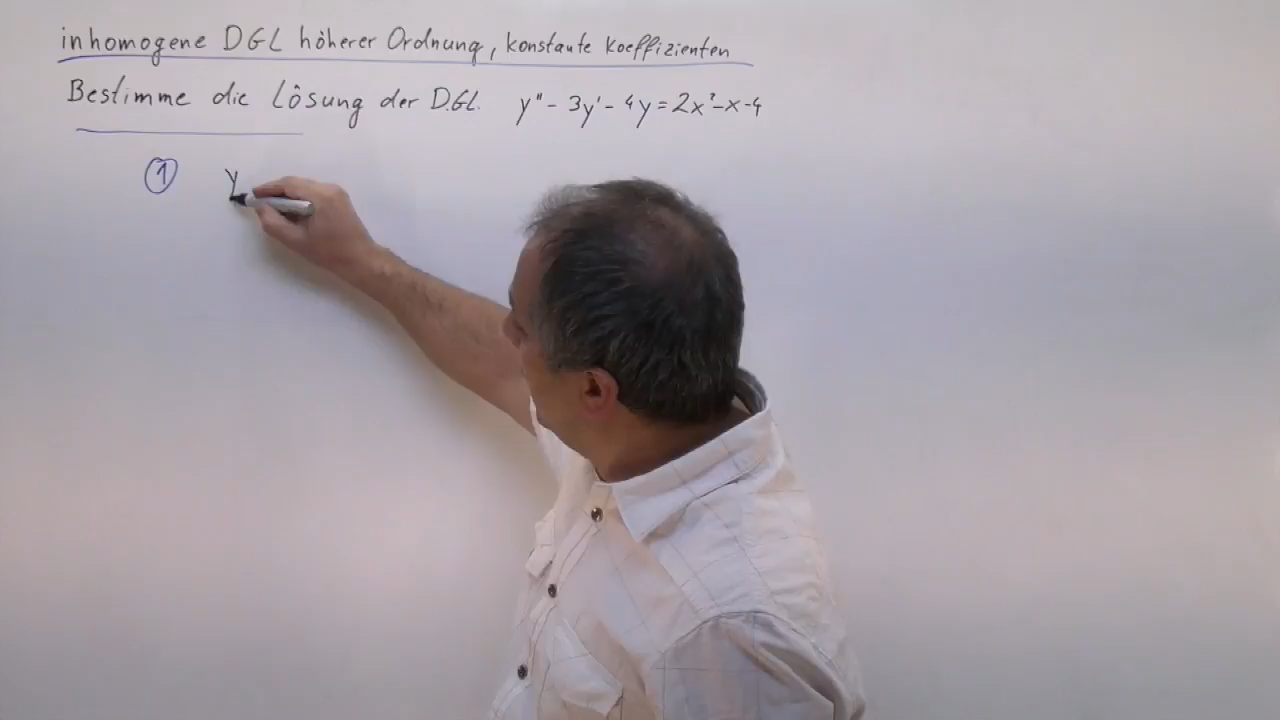 inhomogene DGL höherer Ordnung, konstante Koeffizienten
Bestimme die Lösung der DGL. y'' - 3y' - 4y = 2x² - x - 4
① y